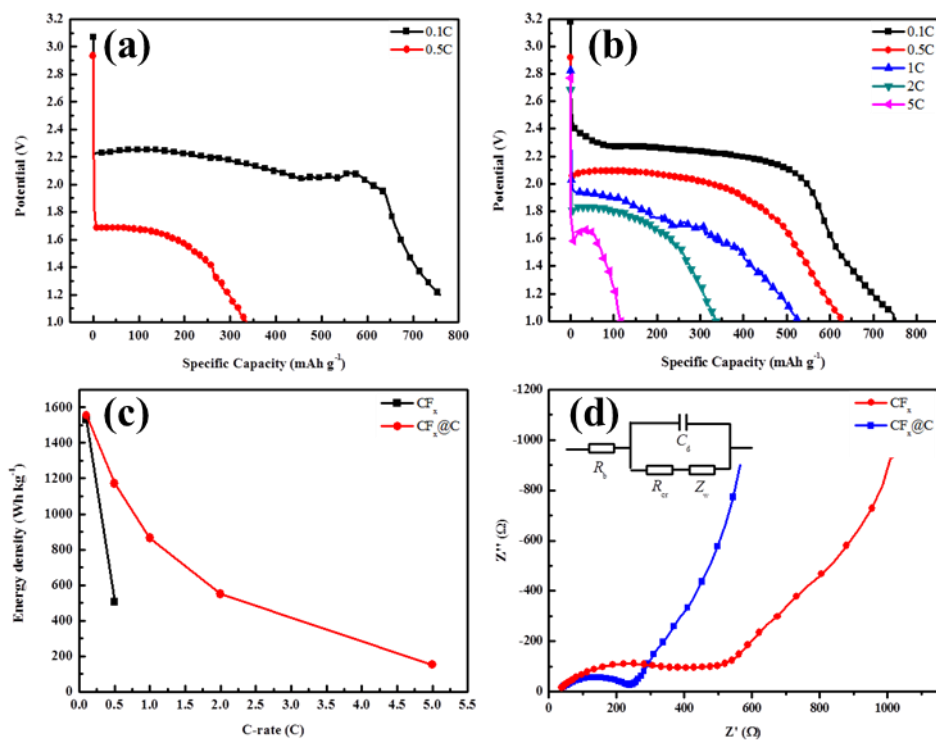 (a)
0.1C
0.5C
3.2
3.0
2.8
2.6
2.4
2.2
2.0
1.8
1.6
1.4
1.2
1.0
Potential (V)
-100 0 100 200 300 400 500 600 700 800
Specific Capacity (mAh g⁻¹)
(b)
0.1C
0.5C
1C
2C
5C
3.2
3.0
2.8
2.6
2.4
2.2
2.0
1.8
1.6
1.4
1.2
1.0
Potential (V)
0 100 200 300 400 500 600 700 800
Specific Capacity (mAh g⁻¹)
(c)
CFₓ
CFₓ@C
1600
1400
1200
1000
800
600
400
200
0
Energy density (Wh kg⁻¹)
0.0 0.5 1.0 1.5 2.0 2.5 3.0 3.5 4.0 4.5 5.0 5.5
C-rate (C)
(d)
CFₓ
CFₓ@C
C_d
R_b
R_cr
Z_w
-1200
-1000
-800
-600
-400
-200
0
Z'' (Ω)
0 200 400 600 800 1000
Z' (Ω)